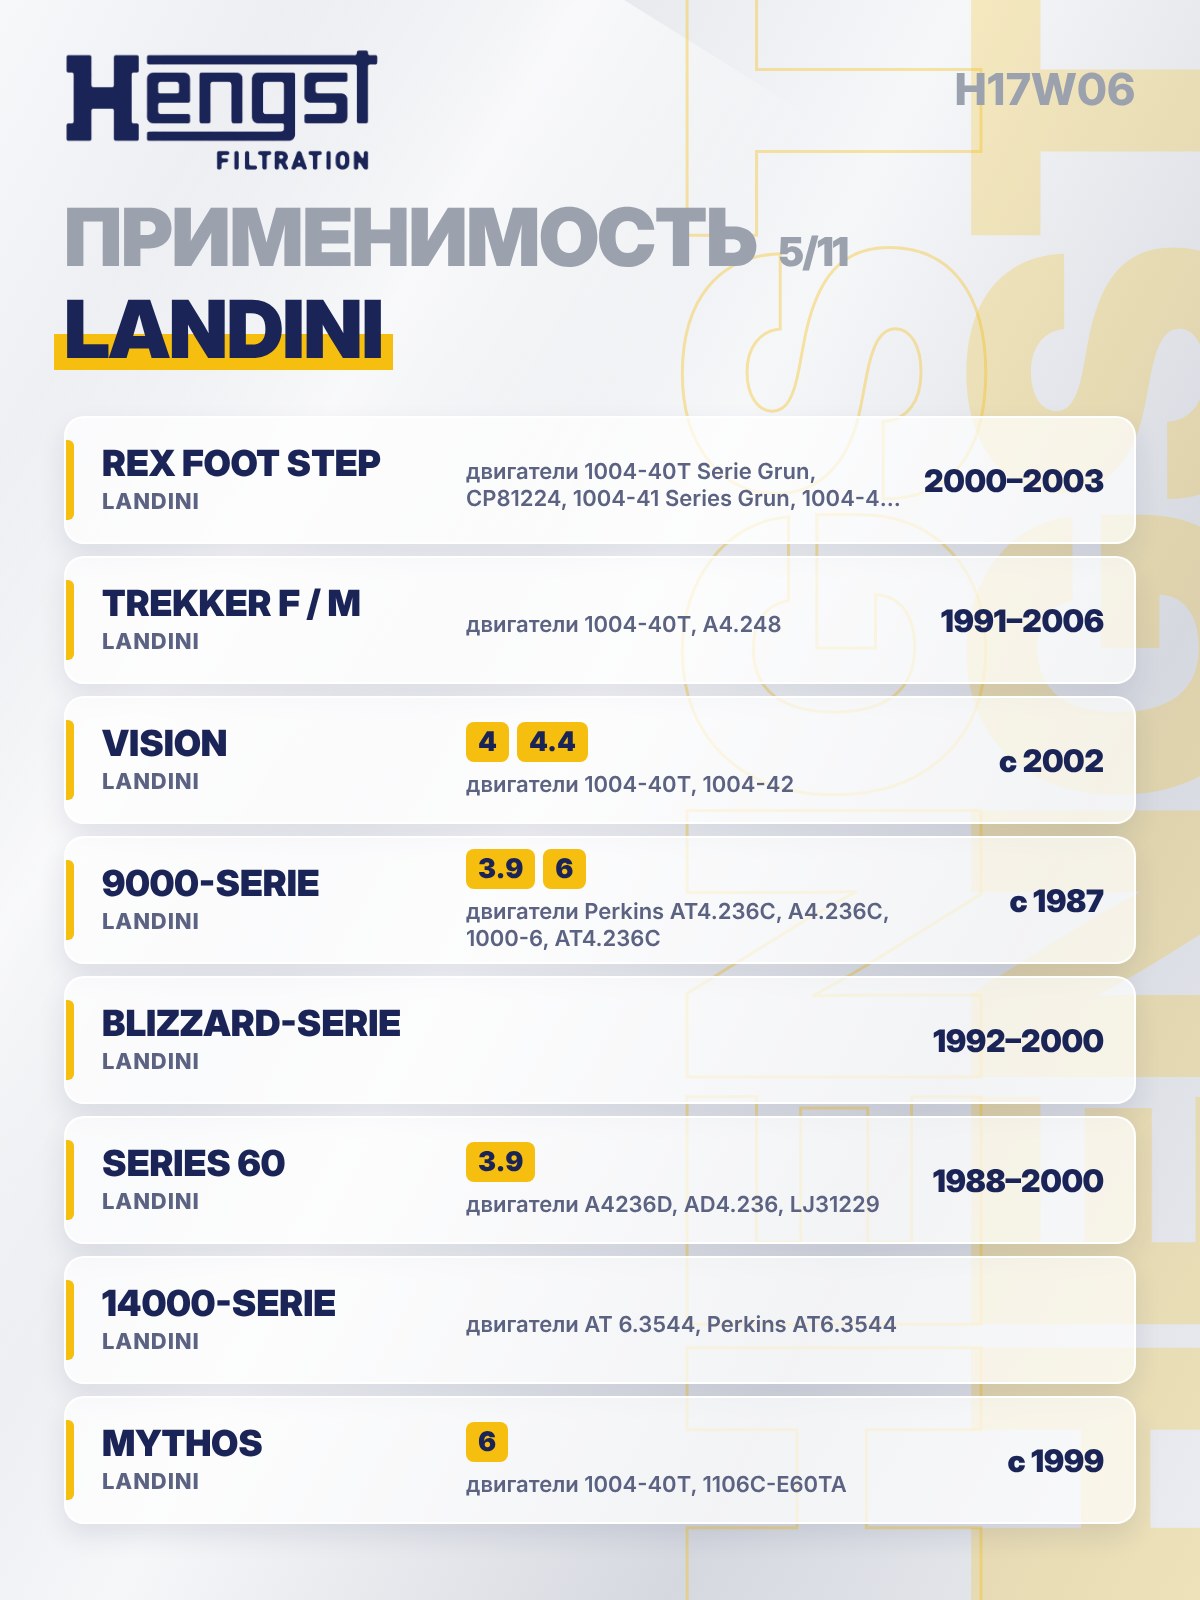 Hengst
FILTRATION
H17W06
ПРИМЕНИМОСТЬ 5/11
LANDINI
REX FOOT STEP
LANDINI
двигатели 1004-40T Serie Grun,
CP81224, 1004-41 Series Grun, 1004-4...
2000–2003
TREKKER F / M
LANDINI
двигатели 1004-40T, A4.248
1991–2006
VISION
LANDINI
4 4.4
двигатели 1004-40T, 1004-42
с 2002
9000-SERIE
LANDINI
3.9 6
двигатели Perkins AT4.236C, A4.236C,
1000-6, AT4.236C
с 1987
BLIZZARD-SERIE
LANDINI
1992–2000
SERIES 60
LANDINI
3.9
двигатели A4236D, AD4.236, LJ31229
1988–2000
14000-SERIE
LANDINI
двигатели AT 6.3544, Perkins AT6.3544
MYTHOS
LANDINI
6
двигатели 1004-40T, 1106C-E60TA
с 1999
HENGST